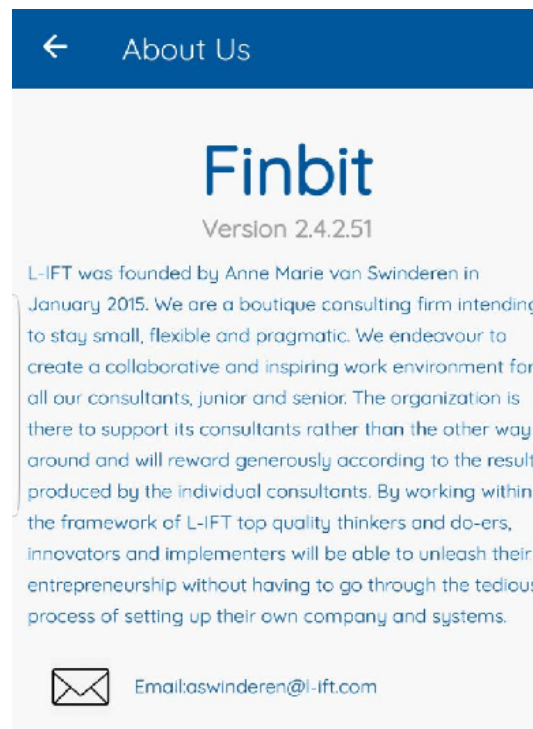 About Us
Finbit
Version 2.4.2.51
L-IFT was founded by Anne Marie van Swinderen in
January 2015. We are a boutique consulting firm intending
to stay small, flexible and pragmatic. We endeavour to
create a collaborative and inspiring work environment for
all our consultants, junior and senior. The organization is
there to support its consultants rather than the other way
around and will reward generously according to the result
produced by the individual consultants. By working within
the framework of L-IFT top quality thinkers and do-ers,
innovators and implementers will be able to unleash their
entrepreneurship without having to go through the tedious
process of setting up their own company and systems.
Email:aswinderen@l-ift.com